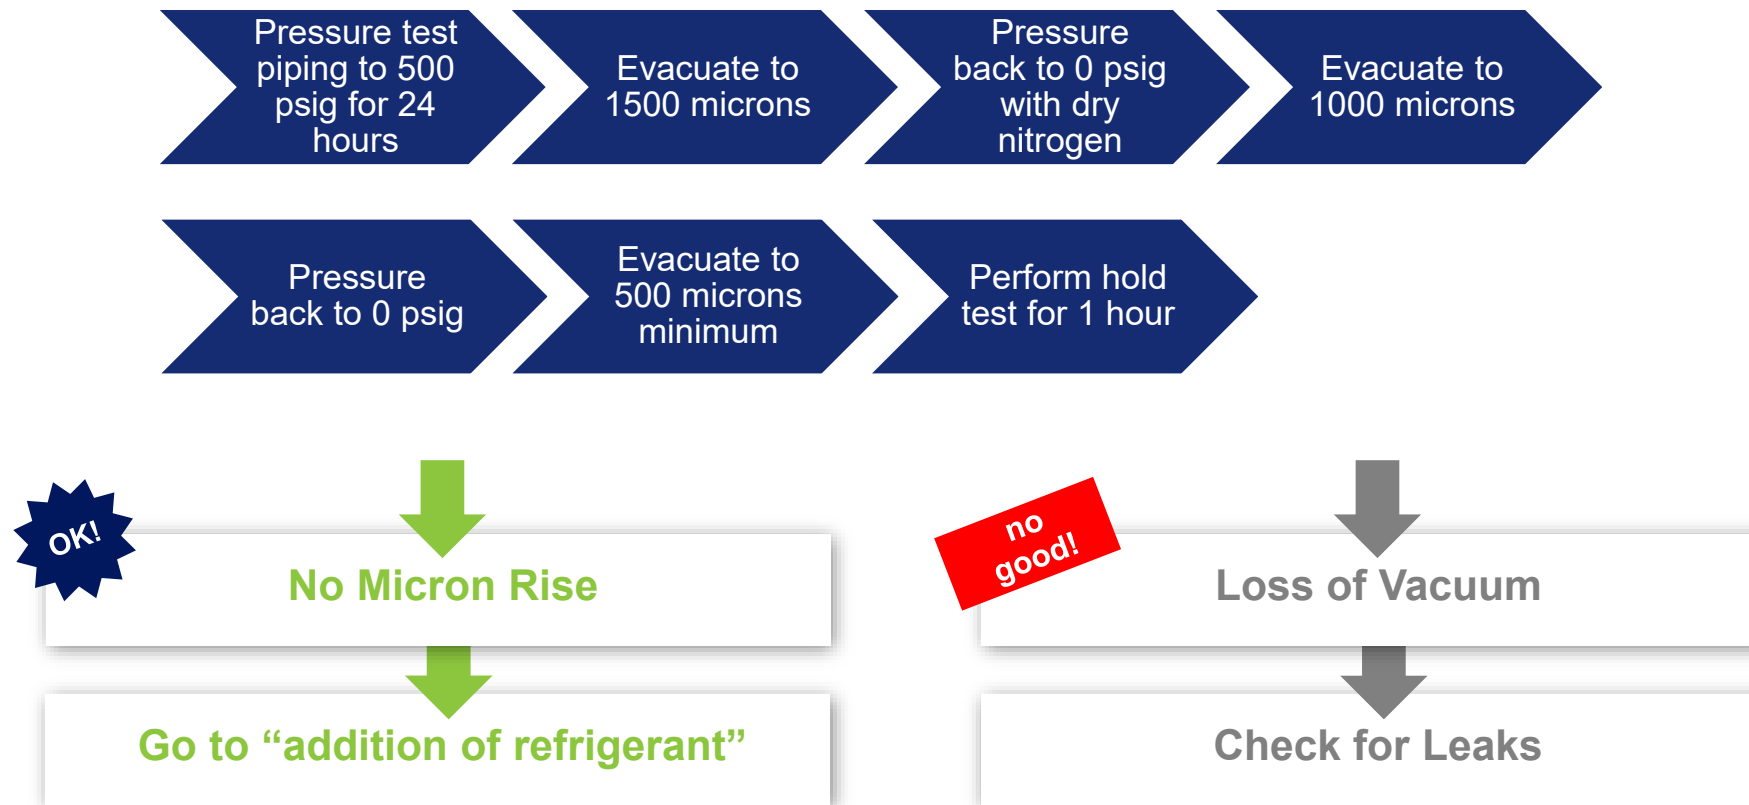 Pressure test
piping to 500
psig for 24
hours
Evacuate to
1500 microns
Pressure
back to 0 psig
with dry
nitrogen
Evacuate to
1000 microns
Pressure
back to 0 psig
Evacuate to
500 microns
minimum
Perform hold
test for 1 hour
OK!
No Micron Rise
Go to “addition of refrigerant”
no
good!
Loss of Vacuum
Check for Leaks